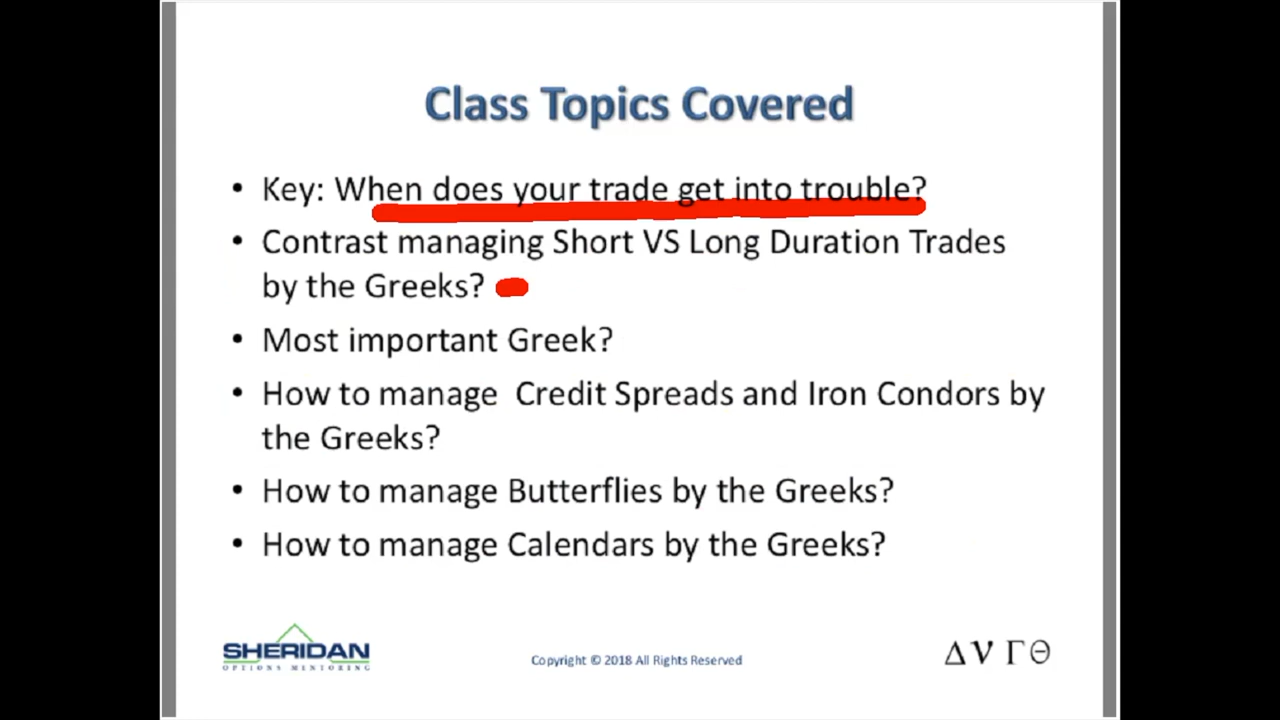 Class Topics Covered
• Key: When does your trade get into trouble?
• Contrast managing Short VS Long Duration Trades
by the Greeks?
• Most important Greek?
• How to manage  Credit Spreads and Iron Condors by
the Greeks?
• How to manage Butterflies by the Greeks?
• How to manage Calendars by the Greeks?
SHERIDAN
OPTIONS MENTORING
Copyright © 2018 All Rights Reserved
Δ ν Γ Θ